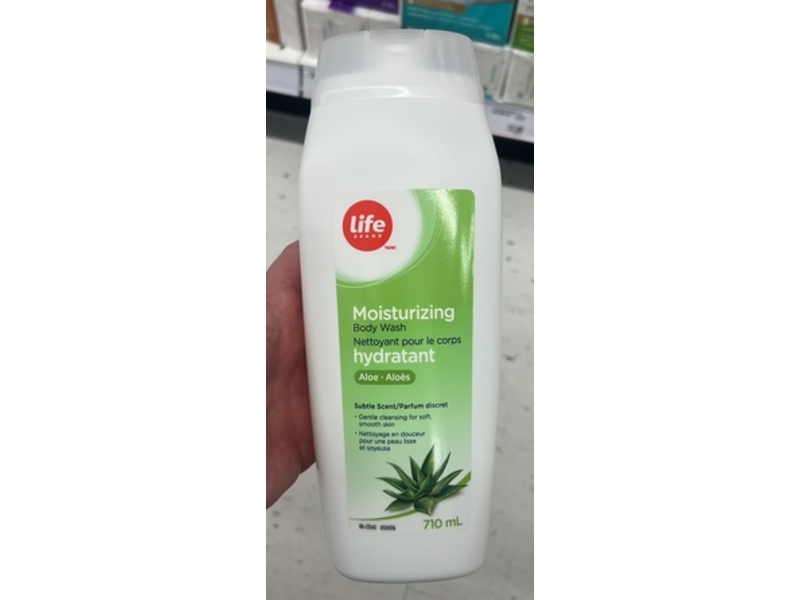 life
BRAND
Moisturizing
Body Wash
Nettoyant pour le corps
hydratant
Aloe • Aloès
Subtle Scent/Parfum discret
• Gentle cleansing for soft,
smooth skin
• Nettoyage en douceur
pour une peau lisse
et soyeuse
710 mL